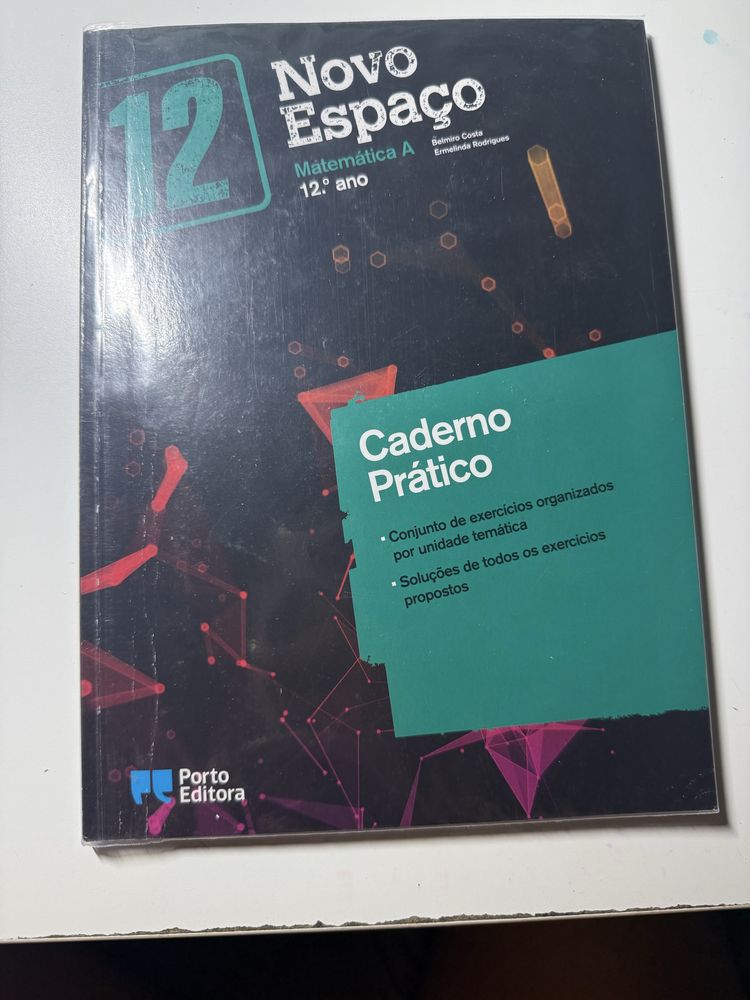 12
Novo
Espaço
Belmiro Costa
Ermelinda Rodrigues
Matemática A
12.º ano
Caderno
Prático
▪ Conjunto de exercícios organizados
por unidade temática
▪ Soluções de todos os exercícios
propostos
Porto
Editora